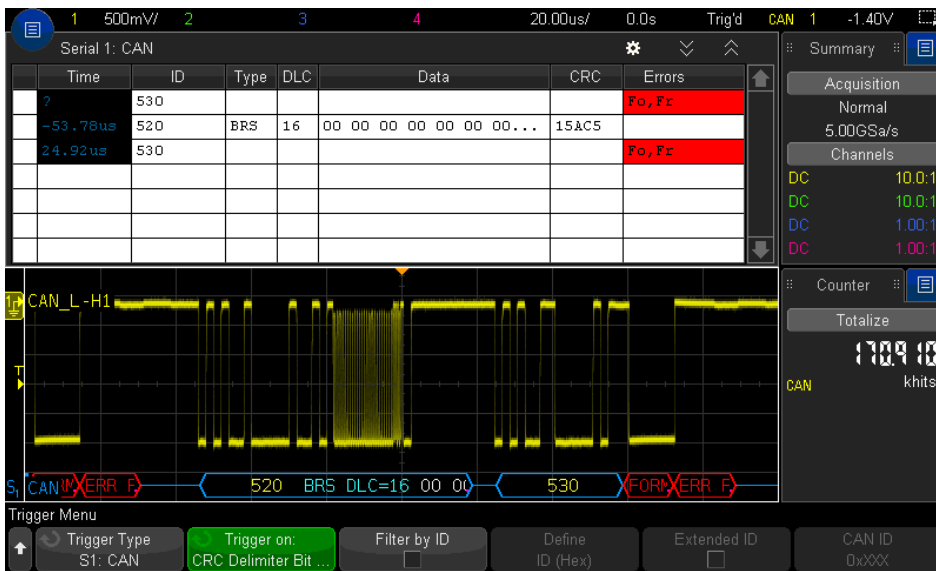 1 500mV/ 2 3 4 20.00us/ 0.0s Trig'd CAN 1 -1.40V
Serial 1: CAN
Time ID Type DLC Data CRC Errors
? 530 Fo,Fr
-53.78us 520 BRS 16 00 00 00 00 00 00... 15AC5
24.92us 530 Fo,Fr
Summary
Acquisition
Normal
5.00GSa/s
Channels
DC 10.0:1
DC 10.0:1
DC 1.00:1
DC 1.00:1
CAN_L-H1
T
Counter
Totalize
170.910
CAN khits
S1 CAN ERR F 520 BRS DLC=16 00 00 530 FORM ERR F
Trigger Menu
Trigger Type
S1: CAN
Trigger on:
CRC Delimiter Bit ...
Filter by ID
Define
ID (Hex)
Extended ID
CAN ID
0xXXX